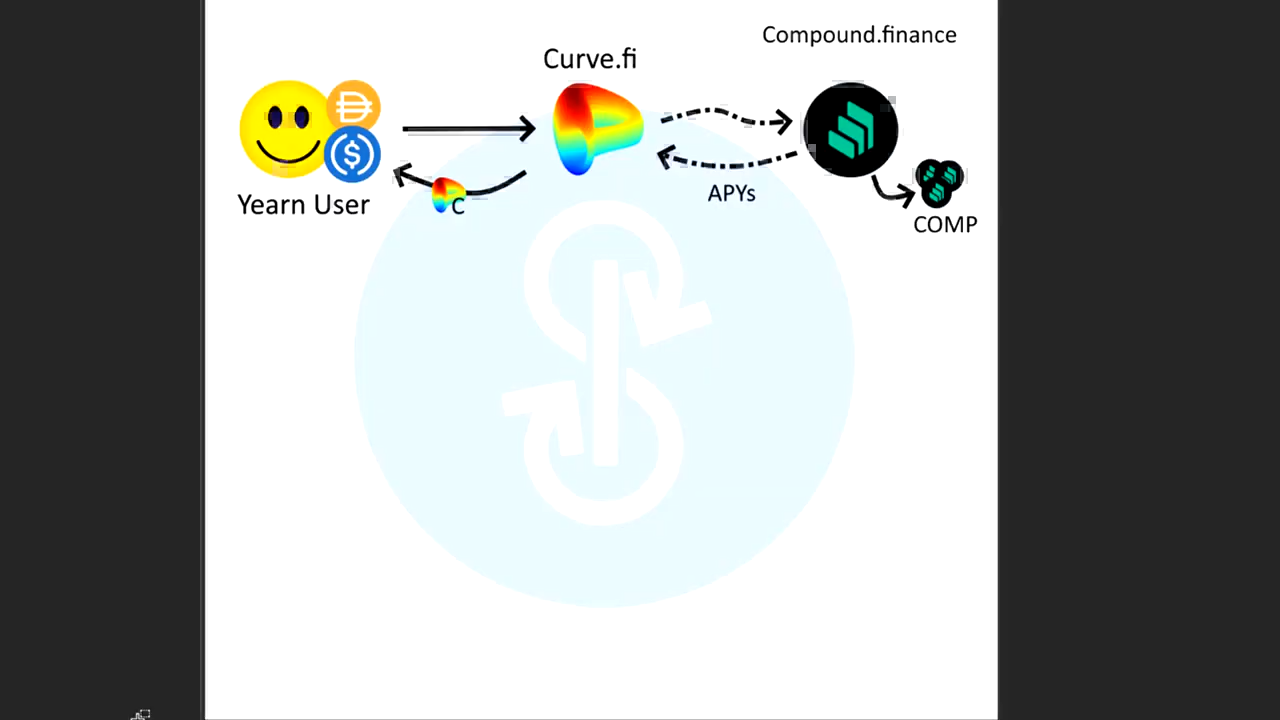 Compound.finance
Curve.fi
Yearn User
C
APYs
COMP